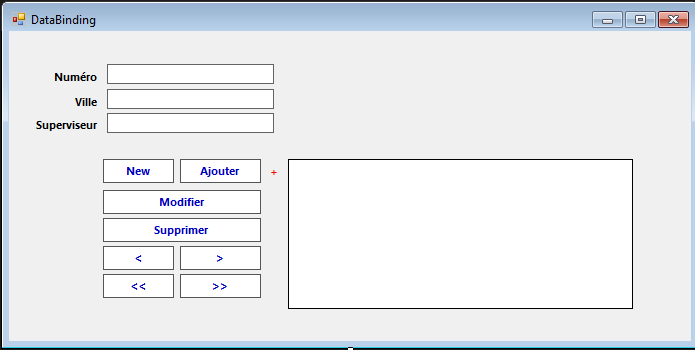 DataBinding
Numéro
Ville
Superviseur
New Ajouter +
Modifier
Supprimer
< >
<< >>